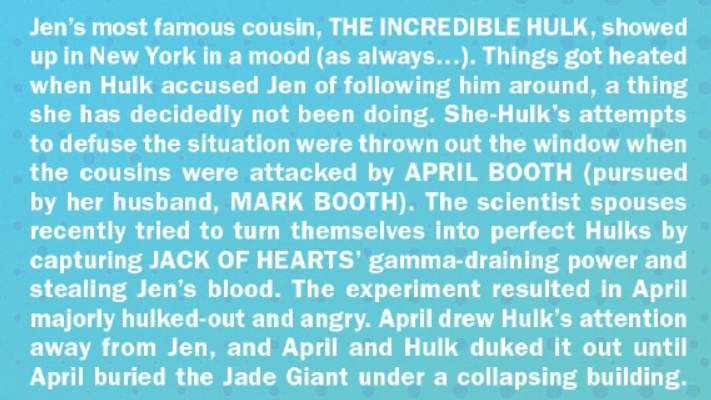 Jen's most famous cousin, THE INCREDIBLE HULK, showed
up in New York in a mood (as always...). Things got heated
when Hulk accused Jen of following him around, a thing
she has decidedly not been doing. She-Hulk's attempts
to defuse the situation were thrown out the window when
the cousins were attacked by APRIL BOOTH (pursued
by her husband, MARK BOOTH). The scientist spouses
recently tried to turn themselves into perfect Hulks by
capturing JACK OF HEARTS' gamma-draining power and
stealing Jen's blood. The experiment resulted in April
majorly hulked-out and angry. April drew Hulk's attention
away from Jen, and April and Hulk duked it out until
April buried the Jade Giant under a collapsing building.